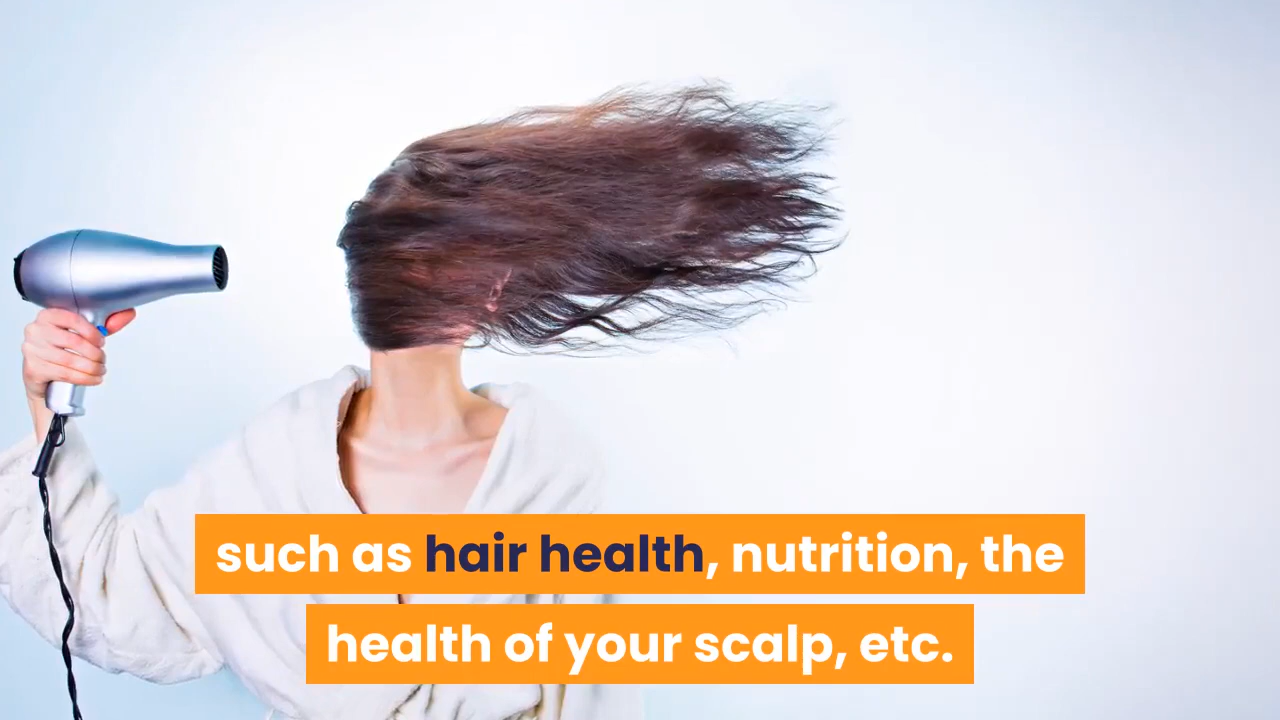 such as hair health, nutrition, the
health of your scalp, etc.